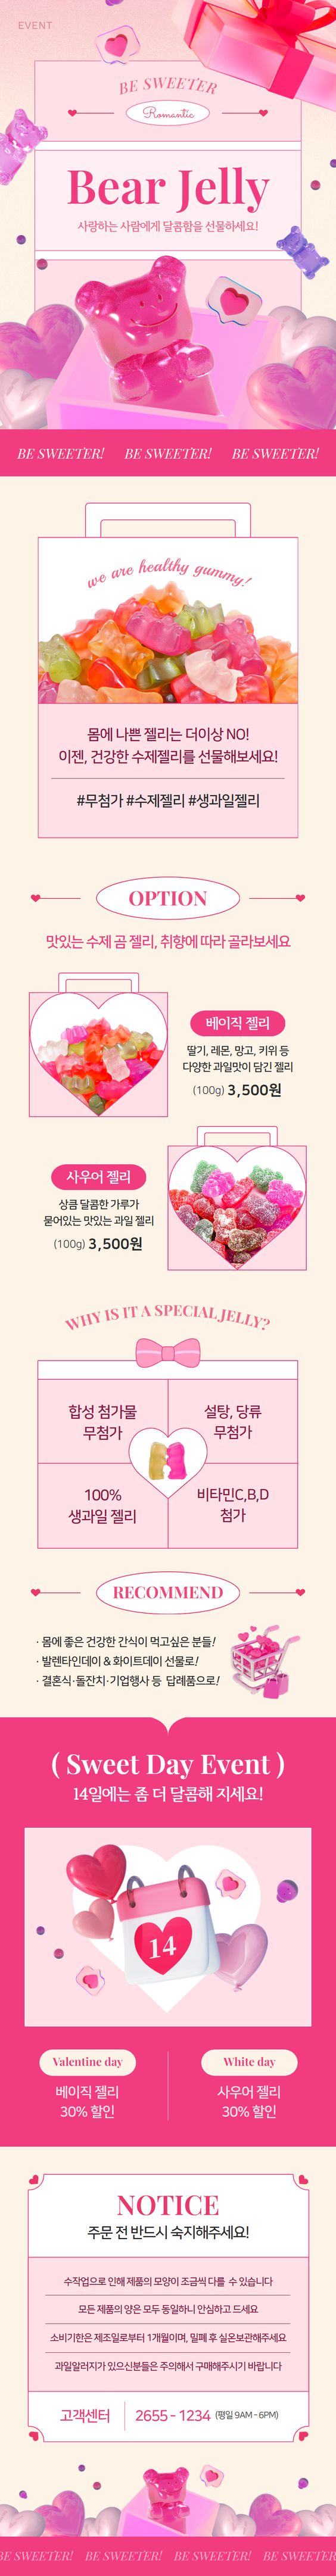 EVENT
BE SWEETER
Romantic
Bear Jelly
사랑하는 사람에게 달콤함을 선물하세요!
BE SWEETER! BE SWEETER! BE SWEETER!
we are healthy gummy!
몸에 나쁜 젤리는 더이상 NO!
이젠, 건강한 수제젤리를 선물해보세요!
#무첨가 #수제젤리 #생과일젤리
OPTION
맛있는 수제 곰 젤리, 취향에 따라 골라보세요
베이직 젤리
딸기, 레몬, 망고, 키위 등
다양한 과일맛이 담긴 젤리
(100g) 3,500원
사우어 젤리
상큼 달콤한 가루가
묻어있는 맛있는 과일 젤리
(100g) 3,500원
WHY IS IT A SPECIAL JELLY?
합성 첨가물
무첨가
설탕, 당류
무첨가
100%
생과일 젤리
비타민C,B,D
첨가
RECOMMEND
· 몸에 좋은 건강한 간식이 먹고싶은 분들!
· 발렌타인데이 & 화이트데이 선물로!
· 결혼식·돌잔치·기업행사 등 답례품으로!
( Sweet Day Event )
14일에는 좀 더 달콤해 지세요!
14
Valentine day
베이직 젤리
30% 할인
White day
사우어 젤리
30% 할인
NOTICE
주문 전 반드시 숙지해주세요!
수작업으로 인해 제품의 모양이 조금씩 다를 수 있습니다
모든 제품의 양은 모두 동일하니 안심하고 드세요
소비기한은 제조일로부터 1개월이며, 밀폐 후 실온보관해주세요
과일알러지가 있으신분들은 주의해서 구매해주시기 바랍니다
고객센터 2655 - 1234 (평일 9AM - 6PM)
BE SWEETER! BE SWEETER! BE SWEETER! BE SWEETER!